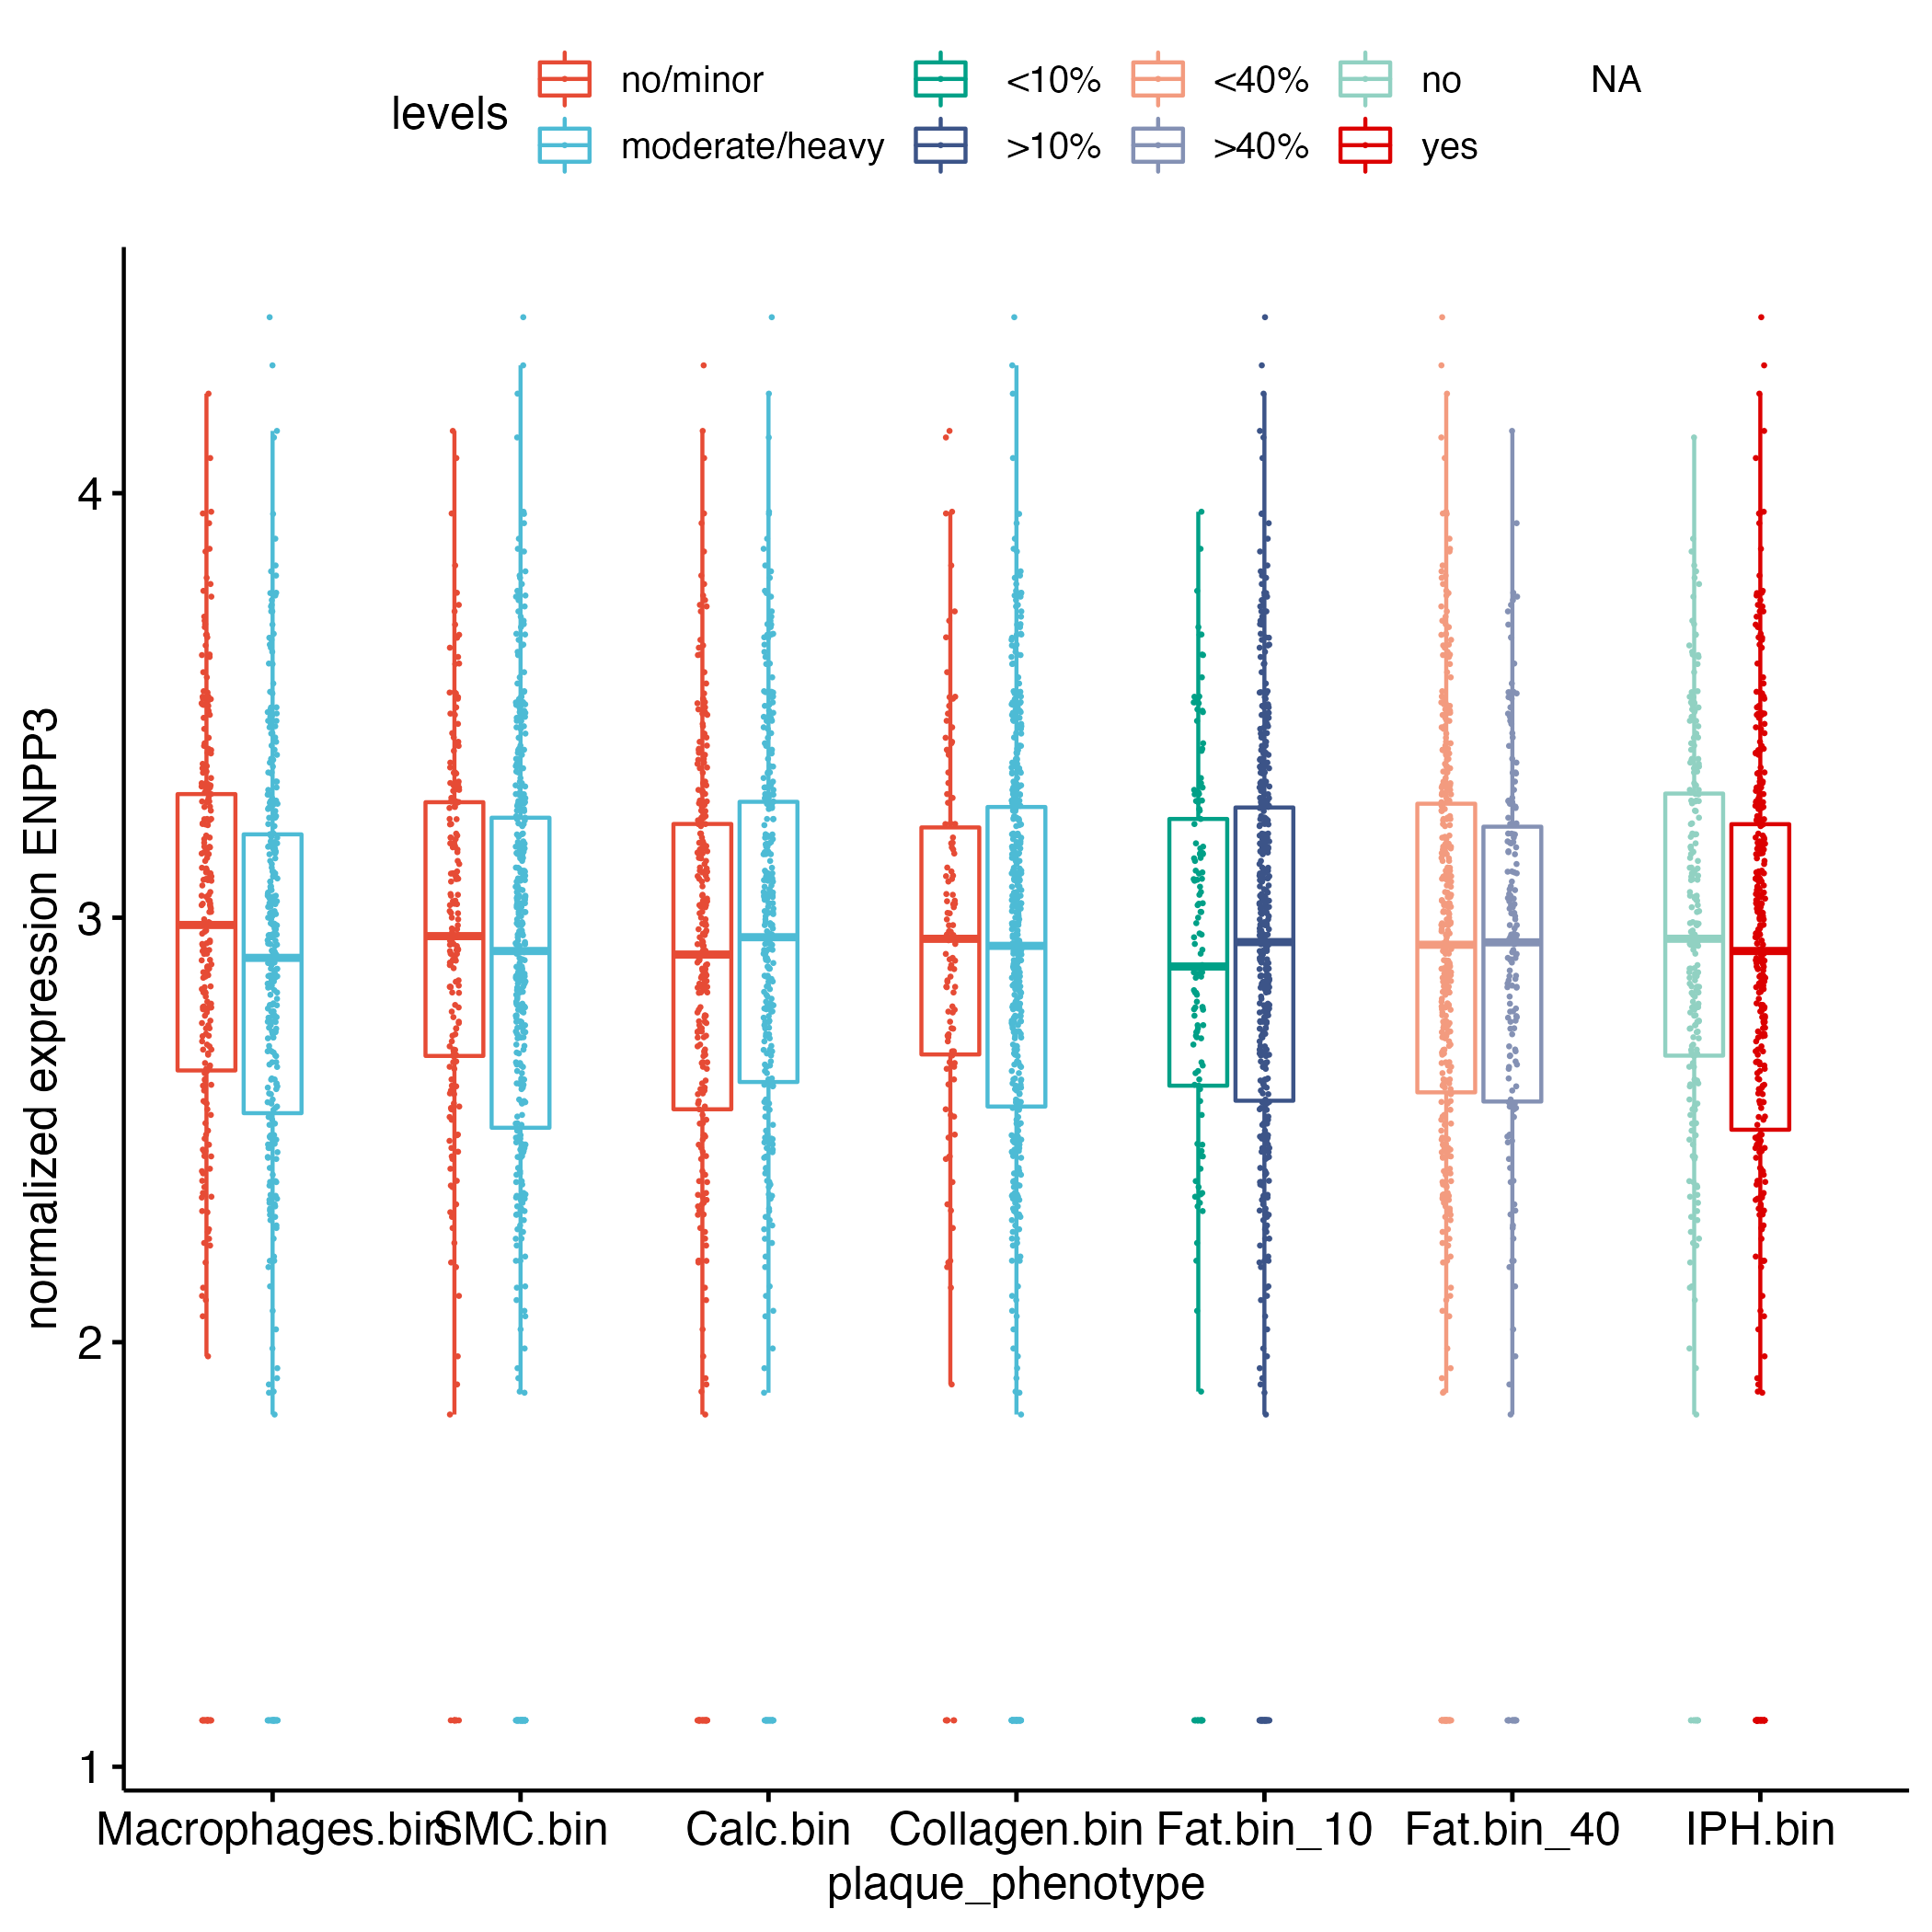 levels
no/minor <10% <40% no NA
moderate/heavy >10% >40% yes
normalized expression ENPP3
4
3
2
1
Macrophages.bin SMC.bin Calc.bin Collagen.bin Fat.bin_10 Fat.bin_40 IPH.bin
plaque_phenotype